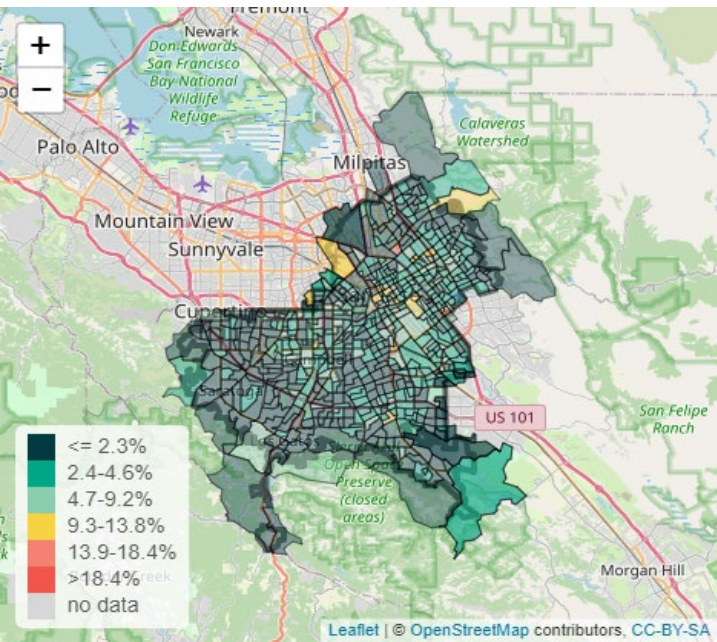 Fremont
+
Newark
Don Edwards
San Francisco
Bay National
Wildlife
Refuge
−
Calaveras
Watershed
Palo Alto
Milpitas
Mountain View
Sunnyvale
Cupertino
Saratoga
US 101
San Felipe
Ranch
Open Space
Preserve
(closed
areas)
<= 2.3%
2.4-4.6%
4.7-9.2%
9.3-13.8%
13.9-18.4%
>18.4%
no data
Morgan Hill
Leaflet | © OpenStreetMap contributors, CC-BY-SA